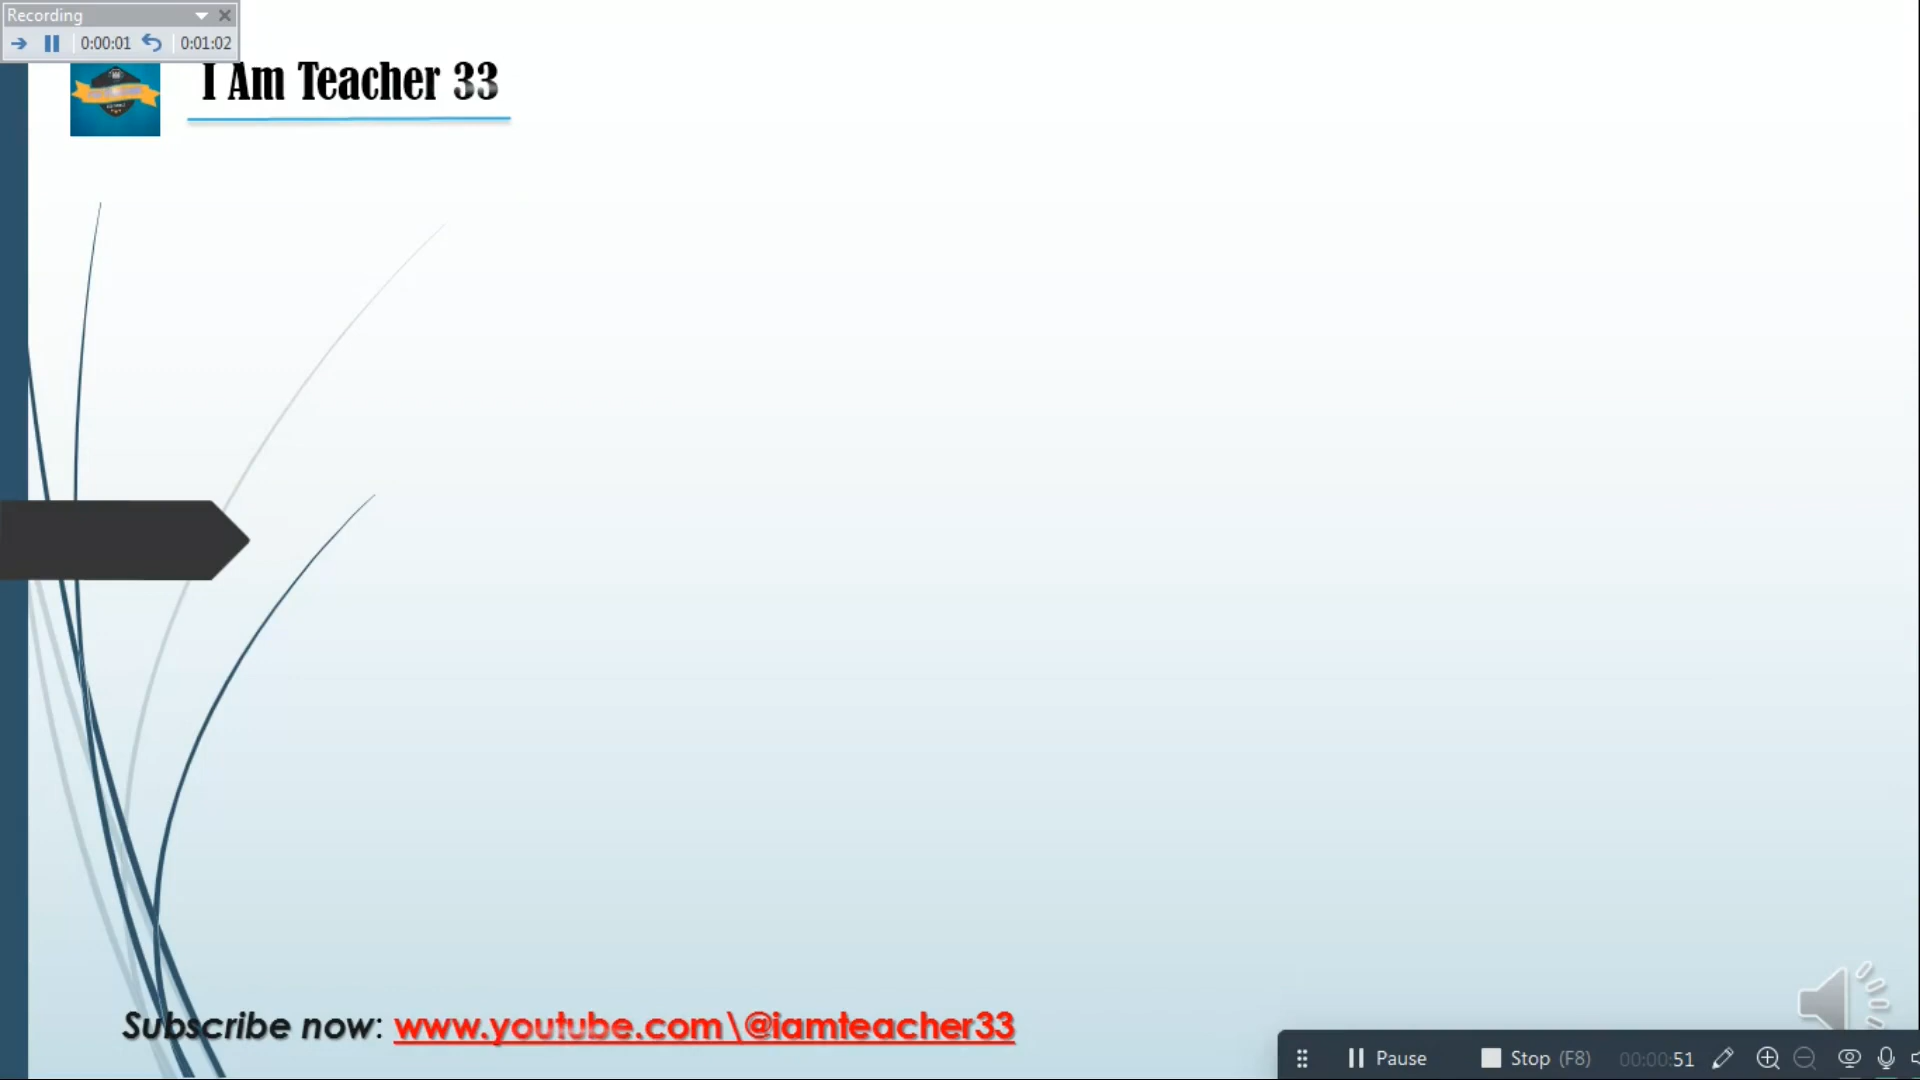 Recording
0:00:01 0:01:02
I Am Teacher 33
Subscribe now: www.youtube.com\@iamteacher33
Pause Stop (F8) 00:00:51